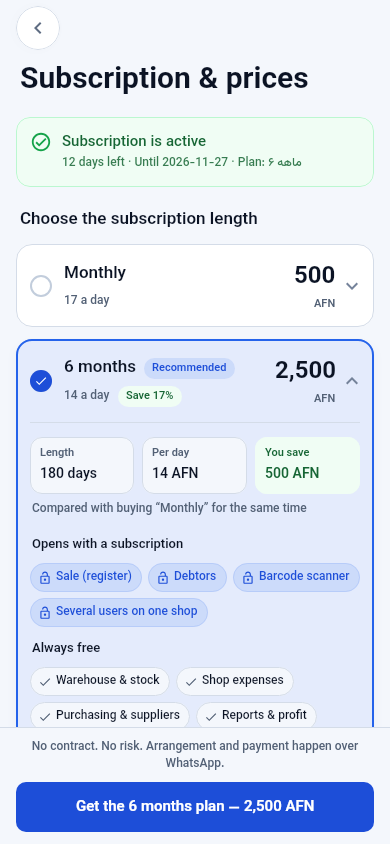 Subscription & prices
Subscription is active
12 days left · Until 2026-11-27 · Plan: ۶ ماهه
Choose the subscription length
Monthly
500
17 a day
AFN
6 months
Recommended
2,500
14 a day
Save 17%
AFN
Length
Per day
You save
180 days
14 AFN
500 AFN
Compared with buying “Monthly” for the same time
Opens with a subscription
Sale (register)
Debtors
Barcode scanner
Several users on one shop
Always free
Warehouse & stock
Shop expenses
Purchasing & suppliers
Reports & profit
No contract. No risk. Arrangement and payment happen over
WhatsApp.
Get the 6 months plan — 2,500 AFN